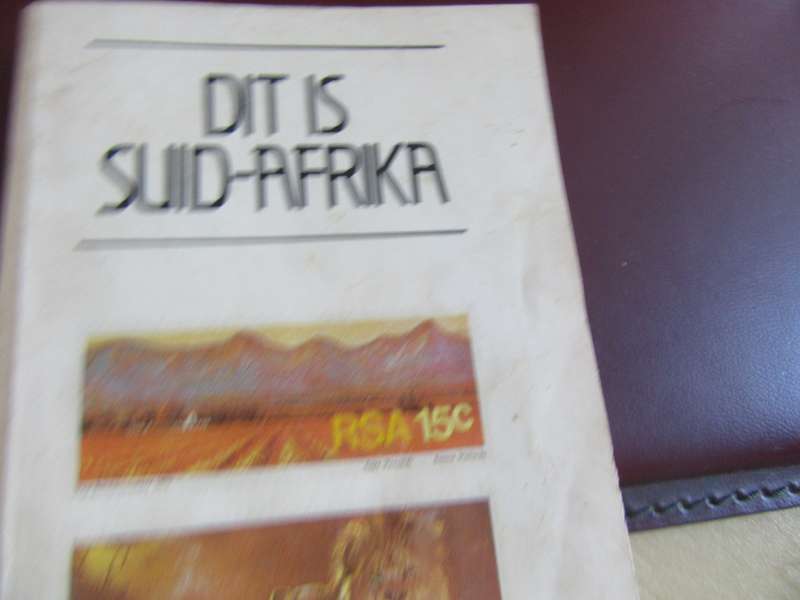 DIT IS
SUID-AFRIKA
RSA 15c